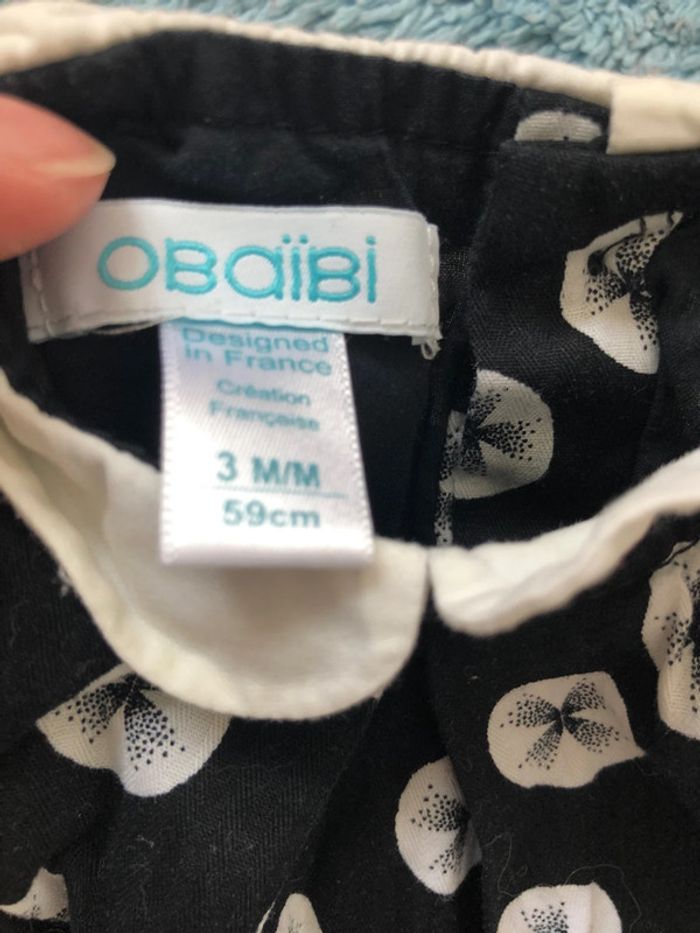 OBaïBi
Designed
in France
Création
Française
3 M/M
59cm